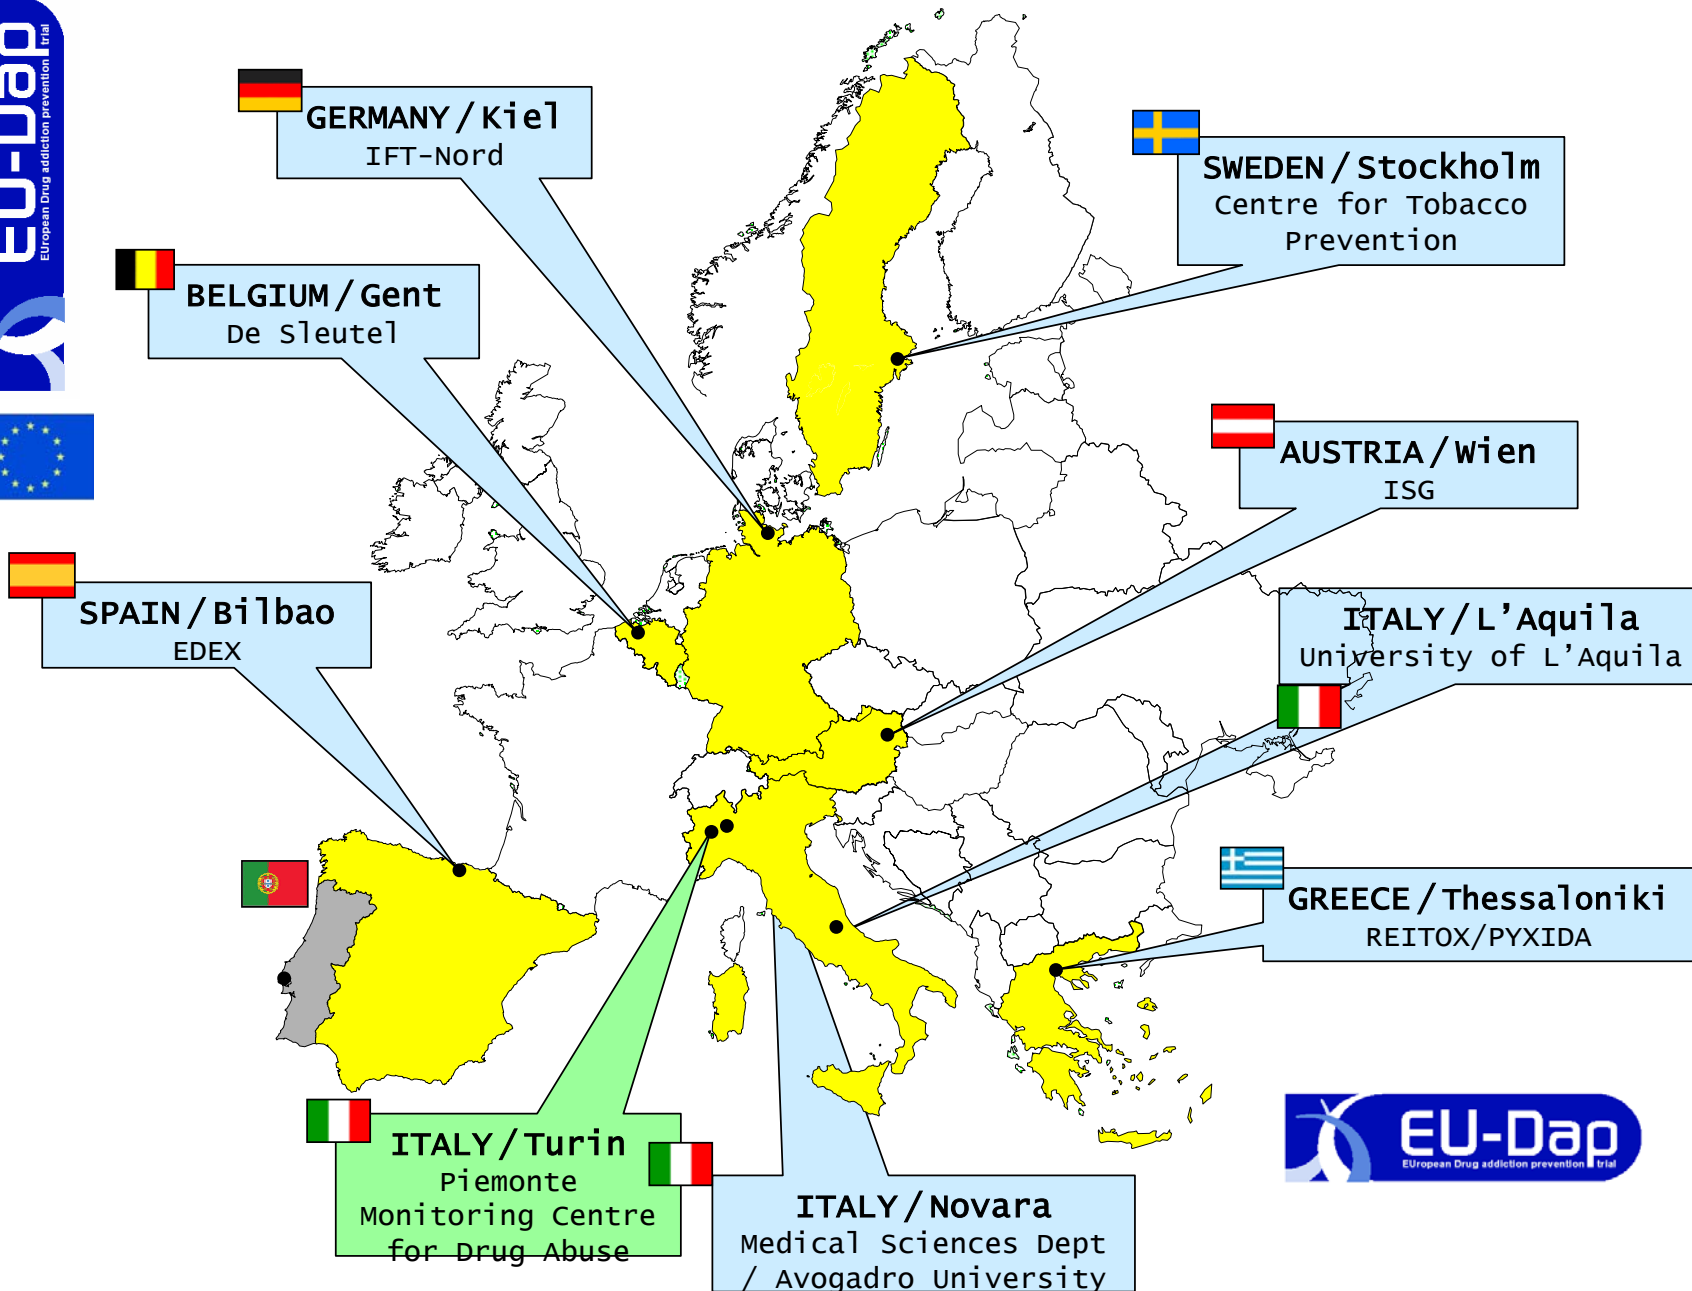 EU-Dap
EUropean Drug addiction prevention trial
GERMANY/Kiel
IFT-Nord
SWEDEN/Stockholm
Centre for Tobacco
Prevention
BELGIUM/Gent
De Sleutel
AUSTRIA/Wien
ISG
SPAIN/Bilbao
EDEX
ITALY/L’Aquila
University of L’Aquila
GREECE/Thessaloniki
REITOX/PYXIDA
ITALY/Turin
Piemonte
Monitoring Centre
for Drug Abuse
ITALY/Novara
Medical Sciences Dept
/ Avogadro University
EU-Dap
EUropean Drug addiction prevention trial